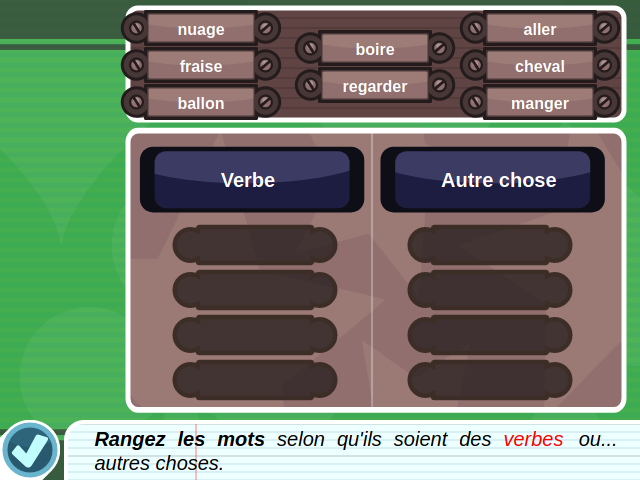 nuage
fraise
ballon
boire
regarder
aller
cheval
manger
Verbe
Autre chose
Rangez les mots selon qu'ils soient des verbes ou...
autres choses.